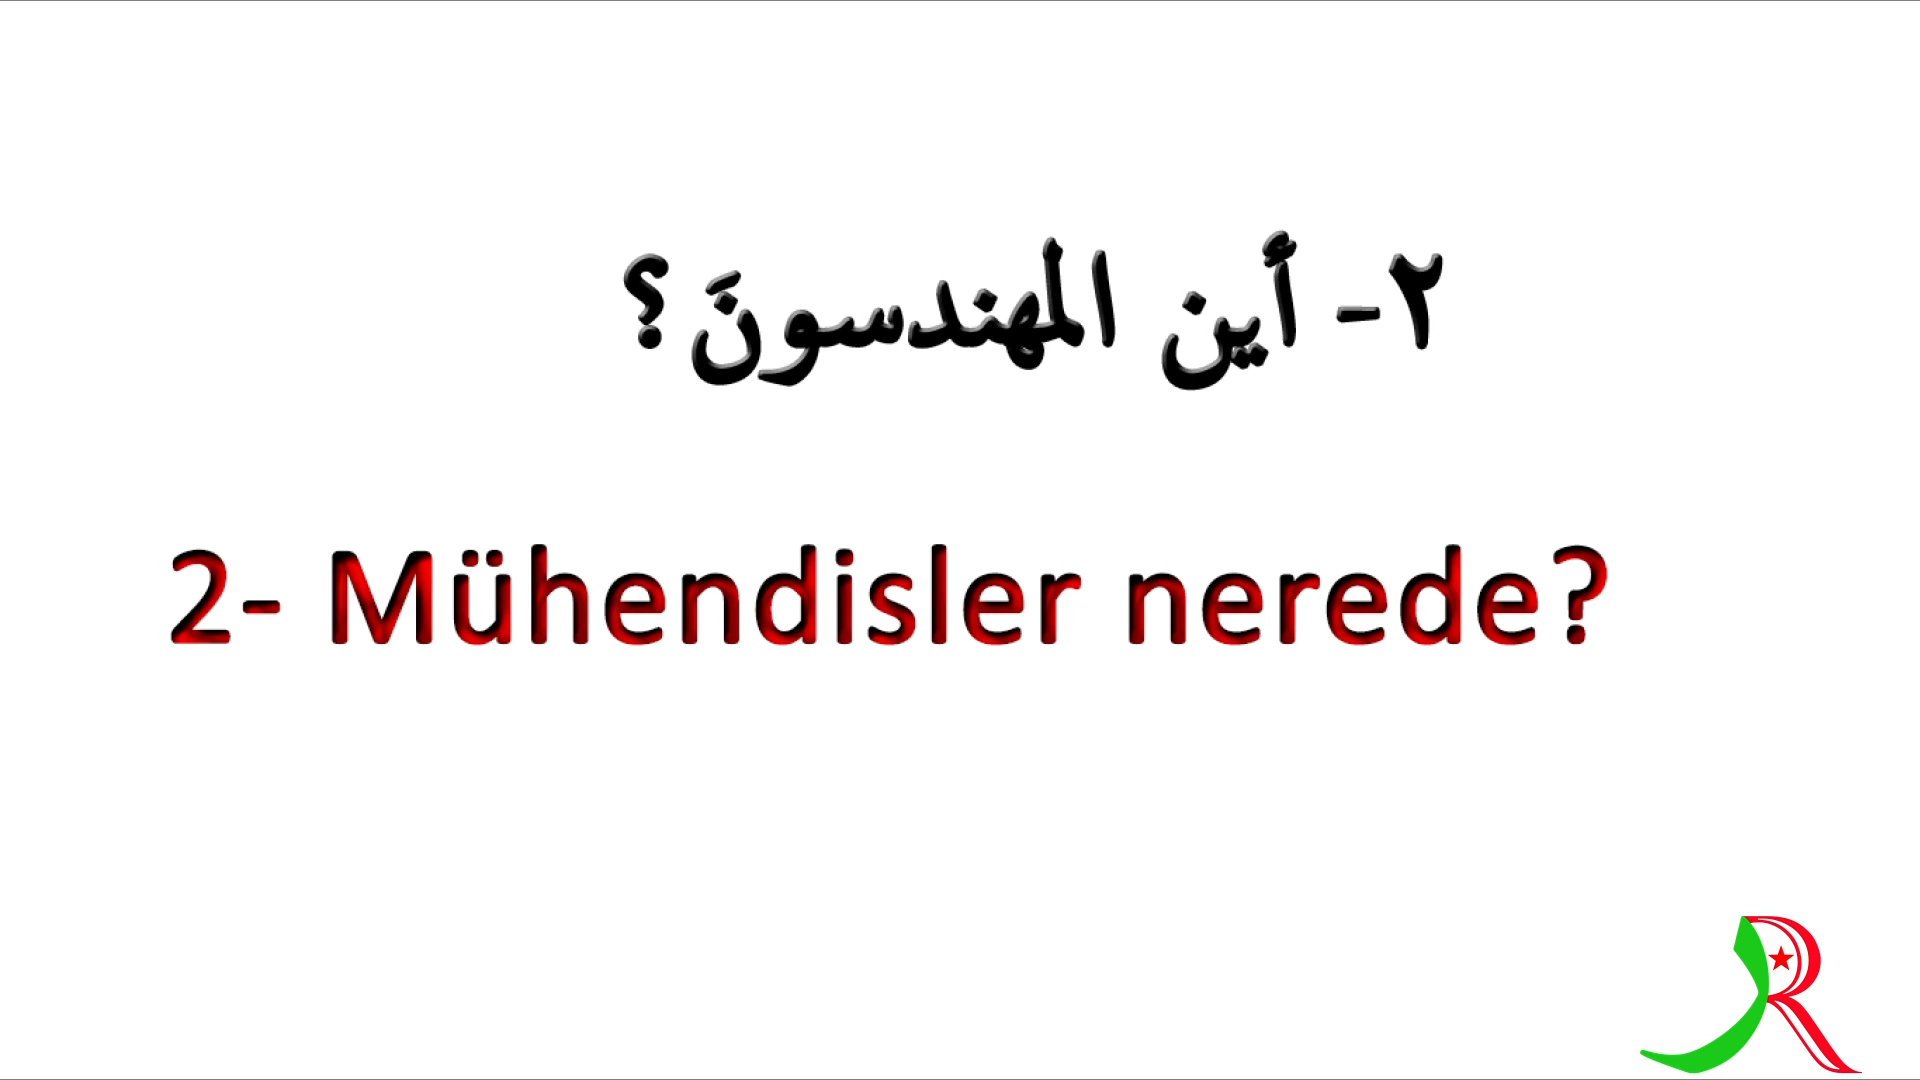 ٢- أين المهندسونَ؟
2- Mühendisler nerede?